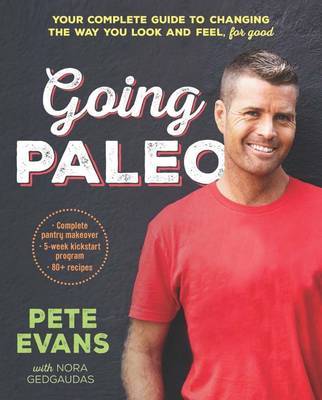 YOUR COMPLETE GUIDE TO CHANGING
THE WAY YOU LOOK AND FEEL, for good
Going
PALEO
• Complete
pantry makeover
• 5-week kickstart
program
• 80+ recipes
PETE
EVANS
with NORA
GEDGAUDAS